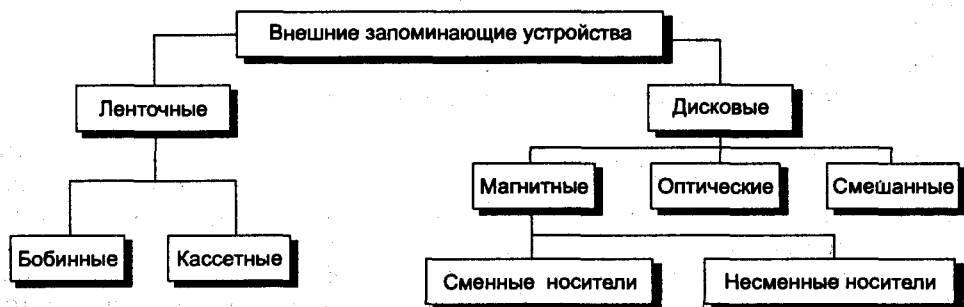 Внешние запоминающие устройства
Ленточные
Дисковые
Магнитные
Оптические
Смешанные
Бобинные
Кассетные
Сменные носители
Несменные носители